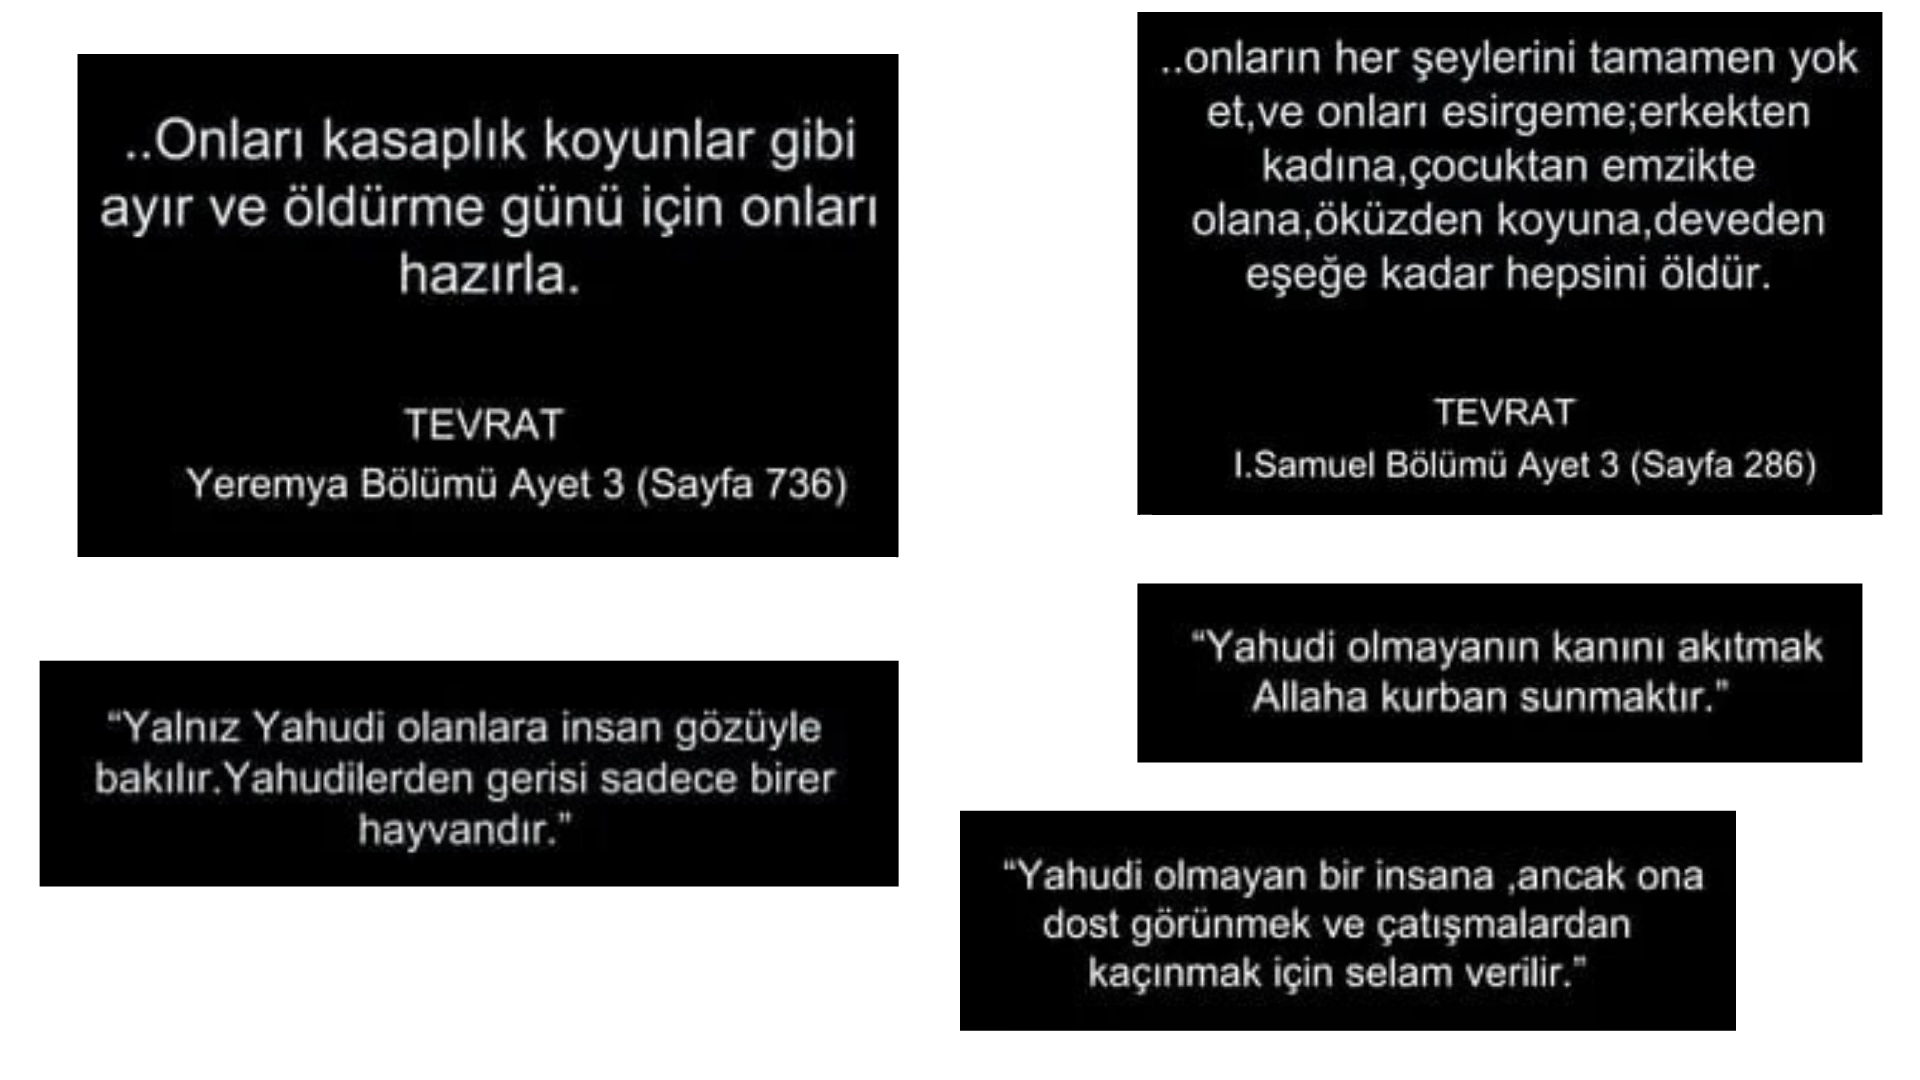 ..Onları kasaplık koyunlar gibi
ayır ve öldürme günü için onları
hazırla.
TEVRAT
Yeremya Bölümü Ayet 3 (Sayfa 736)
..onların her şeylerini tamamen yok
et,ve onları esirgeme;erkekten
kadına,çocuktan emzikte
olana,öküzden koyuna,deveden
eşeğe kadar hepsini öldür.
TEVRAT
I.Samuel Bölümü Ayet 3 (Sayfa 286)
“Yalnız Yahudi olanlara insan gözüyle
bakılır.Yahudilerden gerisi sadece birer
hayvandır.”
“Yahudi olmayanın kanını akıtmak
Allaha kurban sunmaktır.”
“Yahudi olmayan bir insana ,ancak ona
dost görünmek ve çatışmalardan
kaçınmak için selam verilir.”